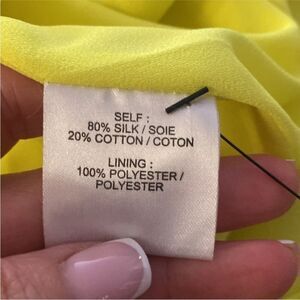 SELF :
80% SILK / SOIE
20% COTTON / COTON
LINING :
100% POLYESTER /
POLYESTER